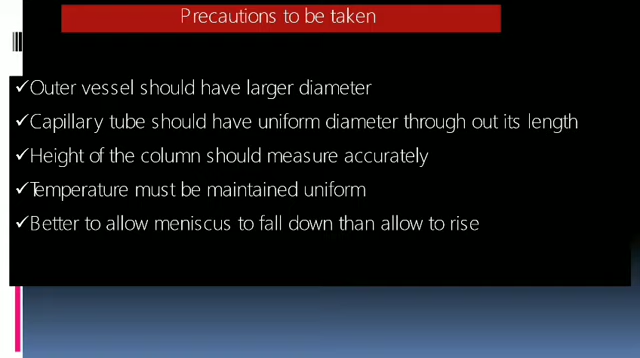 Precautions to be taken
✓Outer vessel should have larger diameter
✓Capillary tube should have uniform diameter through out its length
✓Height of the column should measure accurately
✓Temperature must be maintained uniform
✓Better to allow meniscus to fall down than allow to rise